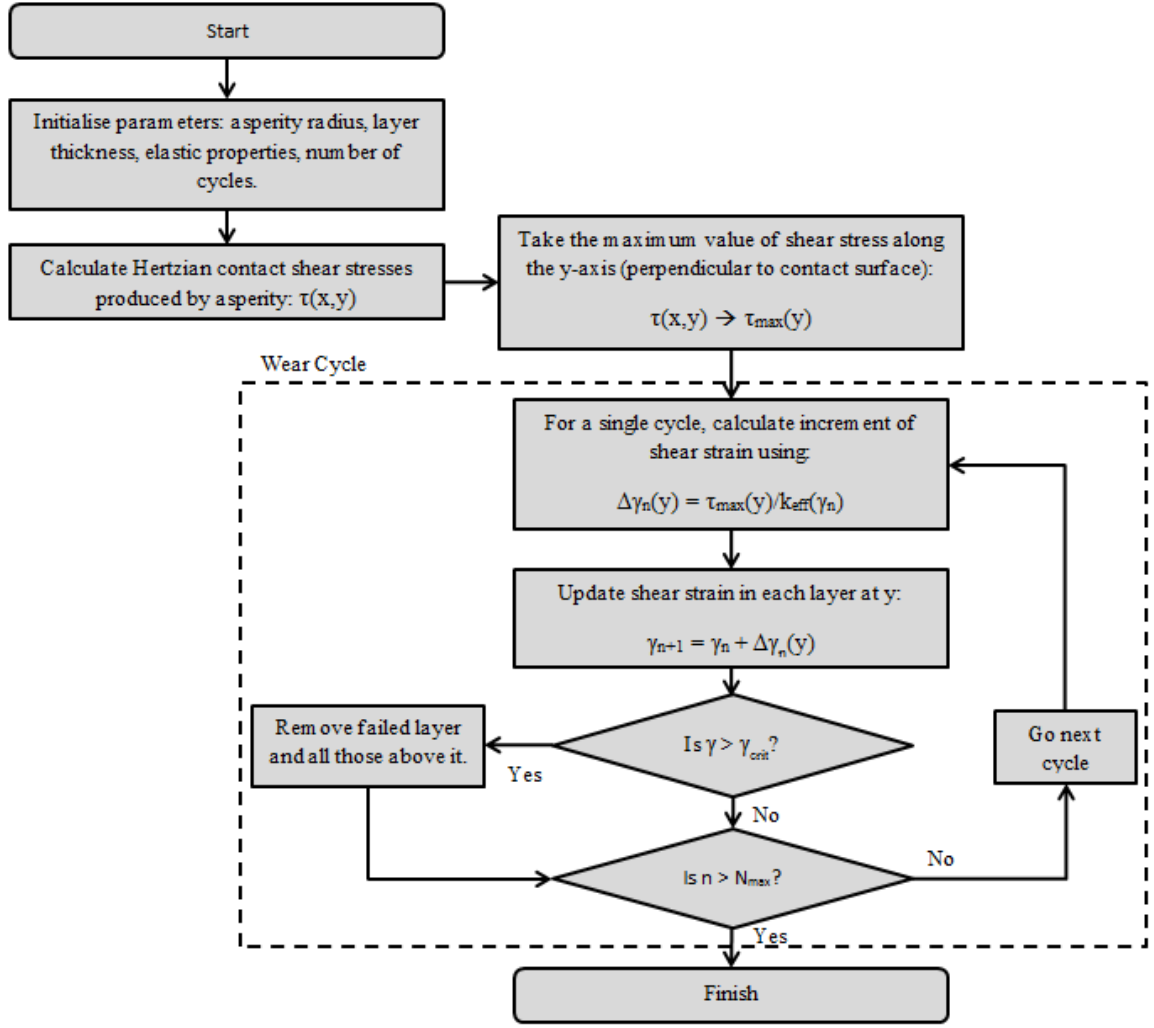 Start
Initialise parameters: asperity radius, layer
thickness, elastic properties, number of
cycles.
Calculate Hertzian contact shear stresses
produced by asperity: τ(x,y)
Take the maximum value of shear stress along
the y-axis (perpendicular to contact surface):
τ(x,y) → τmax(y)
Wear Cycle
For a single cycle, calculate increment of
shear strain using:
Δγn(y) = τmax(y)/keff(γn)
Update shear strain in each layer at y:
γn+1 = γn + Δγn(y)
Is γ > γcrit?
Yes
Remove failed layer
and all those above it.
No
Is n > Nmax?
No
Go next
cycle
Yes
Finish